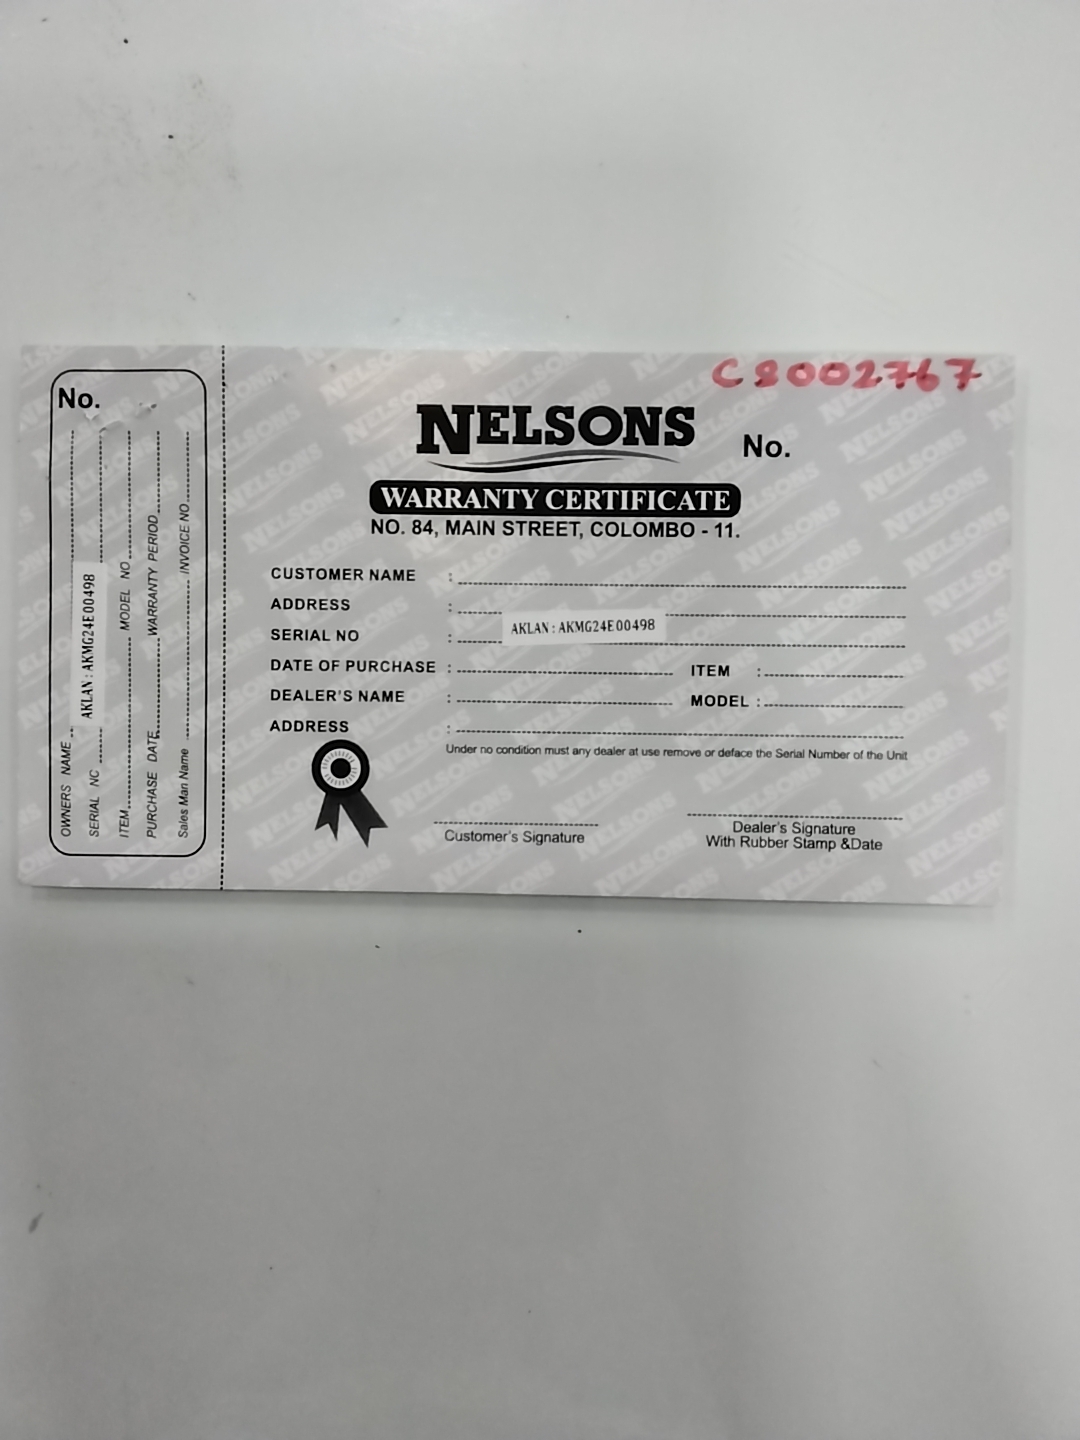 No.
OWNERS NAME
SERIAL NO
AKLAN : AKMG24E00498
ITEM MODEL NO
PURCHASE DATE WARRANTY PERIOD
Sales Man Name INVOICE NO
CS002767
NELSONS
No.
WARRANTY CERTIFICATE
NO. 84, MAIN STREET, COLOMBO - 11.
CUSTOMER NAME :
ADDRESS :
SERIAL NO : AKLAN : AKMG24E00498
DATE OF PURCHASE : ITEM :
DEALER'S NAME : MODEL :
ADDRESS :
Under no condition must any dealer at use remove or deface the Serial Number of the Unit
Customer's Signature
Dealer's Signature
With Rubber Stamp &Date